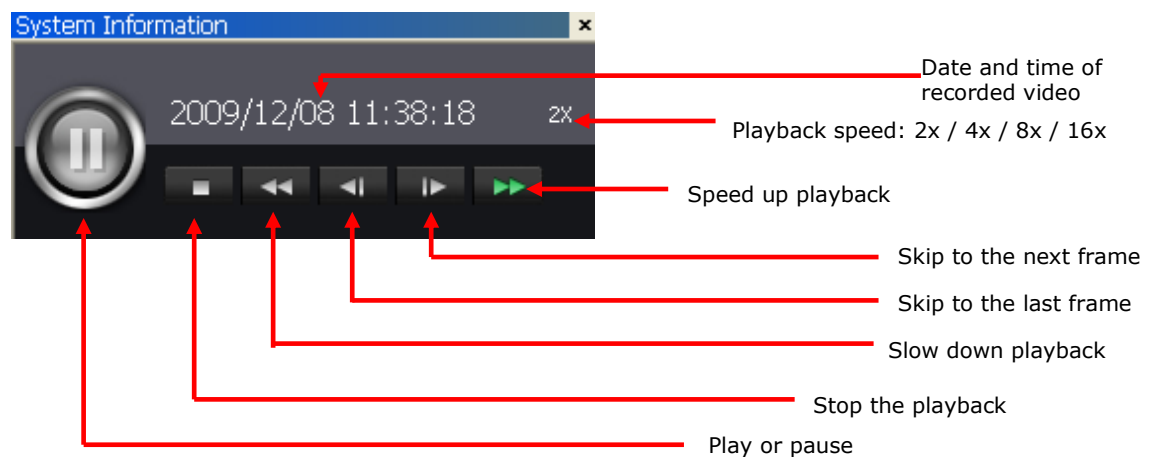 System Information
Date and time of
recorded video
2009/12/08 11:38:18
2X
Playback speed: 2x / 4x / 8x / 16x
Speed up playback
Skip to the next frame
Skip to the last frame
Slow down playback
Stop the playback
Play or pause